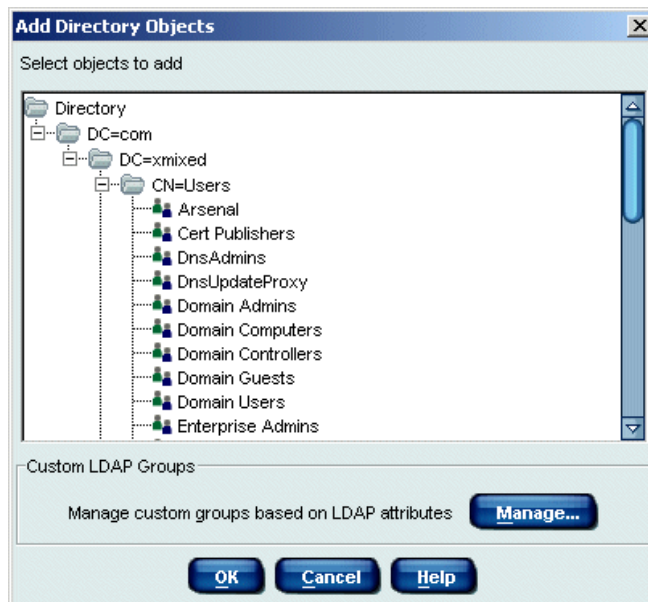 Add Directory Objects
Select objects to add
Directory
DC=com
DC=xmixed
CN=Users
Arsenal
Cert Publishers
DnsAdmins
DnsUpdateProxy
Domain Admins
Domain Computers
Domain Controllers
Domain Guests
Domain Users
Enterprise Admins
Custom LDAP Groups
Manage custom groups based on LDAP attributes Manage...
OK Cancel Help